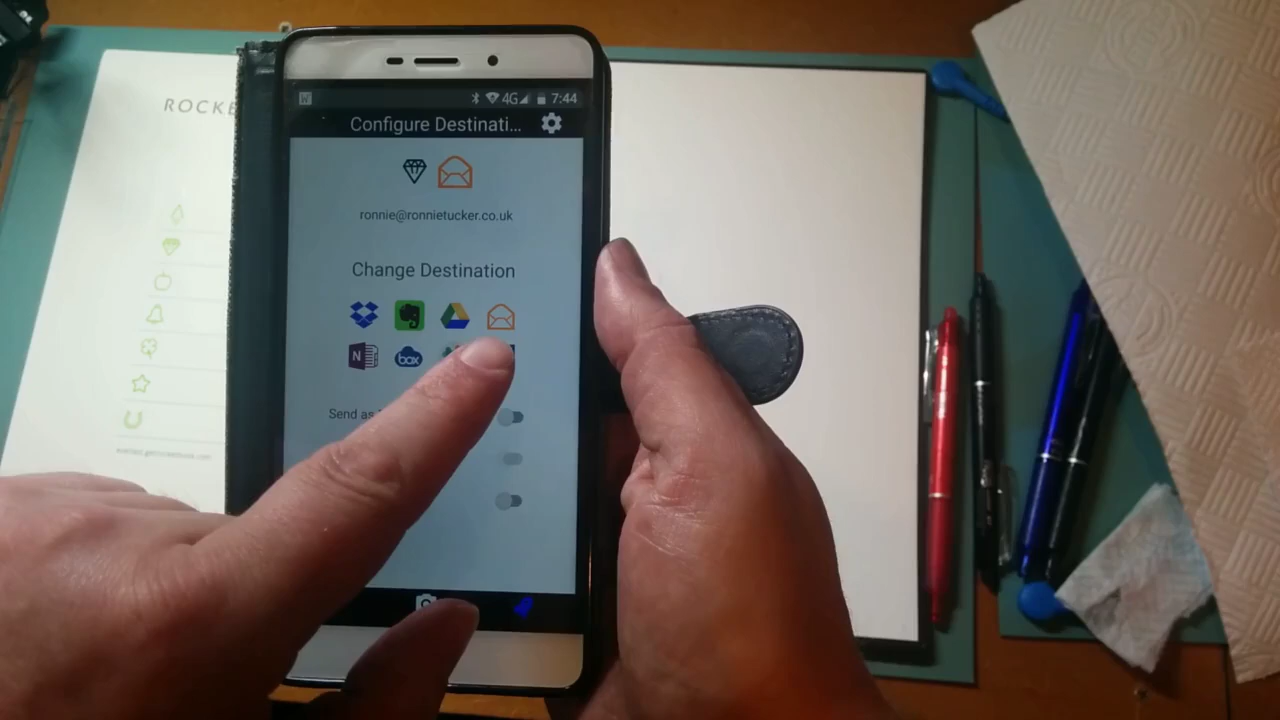 ROCKE
4G 7:44
Configure Destinati...
ronnie@ronnietucker.co.uk
Change Destination
N box
Send as